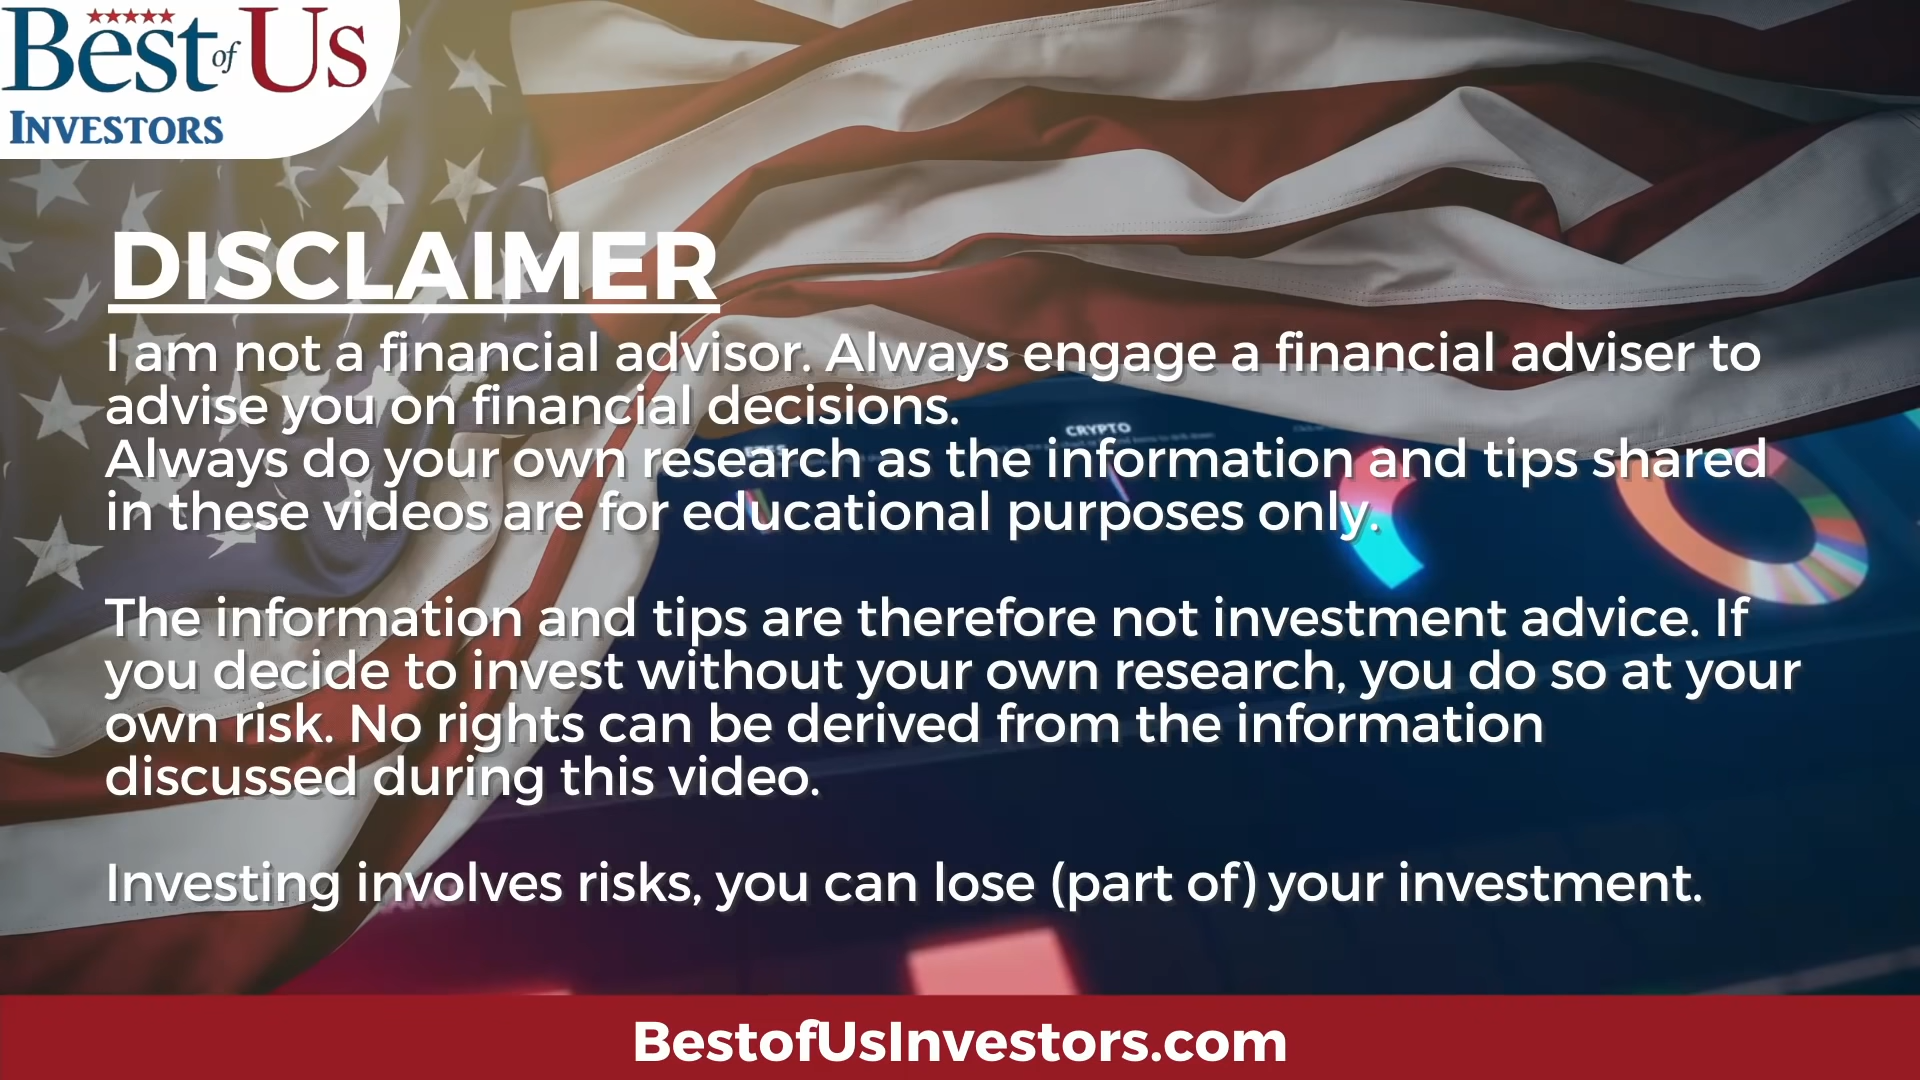 Best of Us
INVESTORS
DISCLAIMER
I am not a financial advisor. Always engage a financial adviser to
advise you on financial decisions.
CRYPTO
Always do your own research as the information and tips shared
in these videos are for educational purposes only.
The information and tips are therefore not investment advice. If
you decide to invest without your own research, you do so at your
own risk. No rights can be derived from the information
discussed during this video.
Investing involves risks, you can lose (part of) your investment.
BestofUsInvestors.com